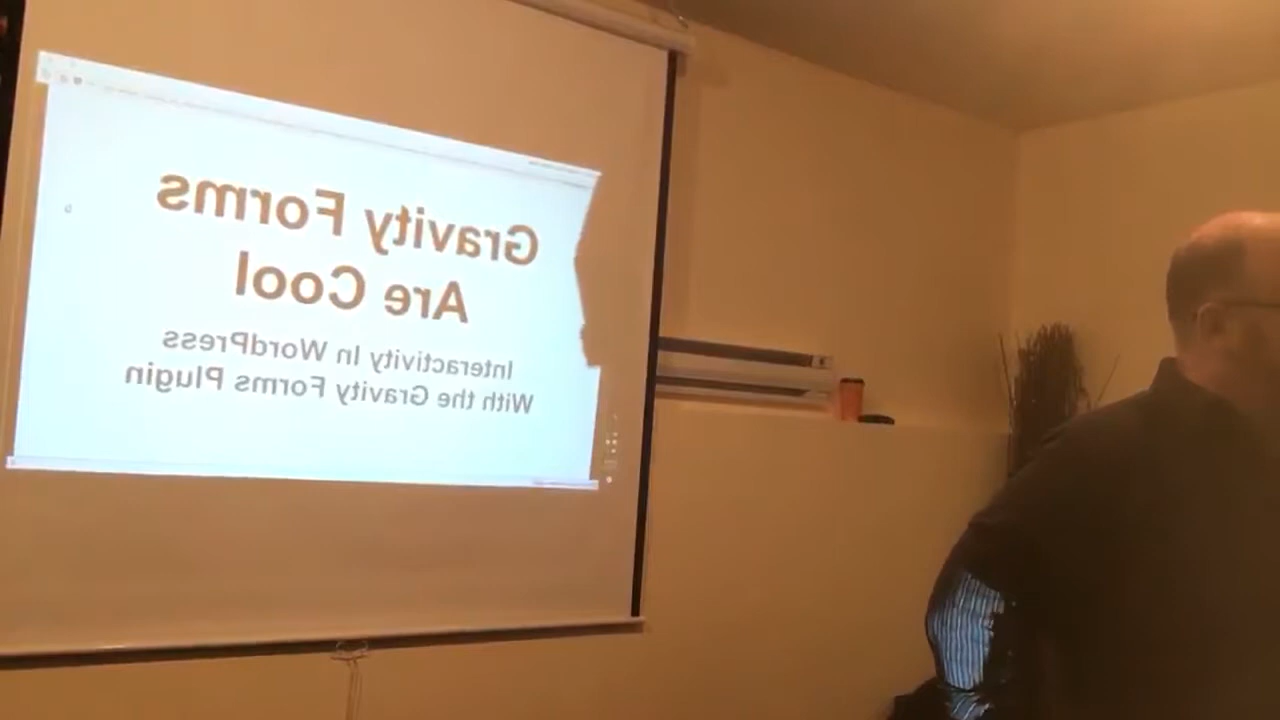 Gravity Forms
Are Cool
Interactivity In WordPress
With the Gravity Forms Plugin